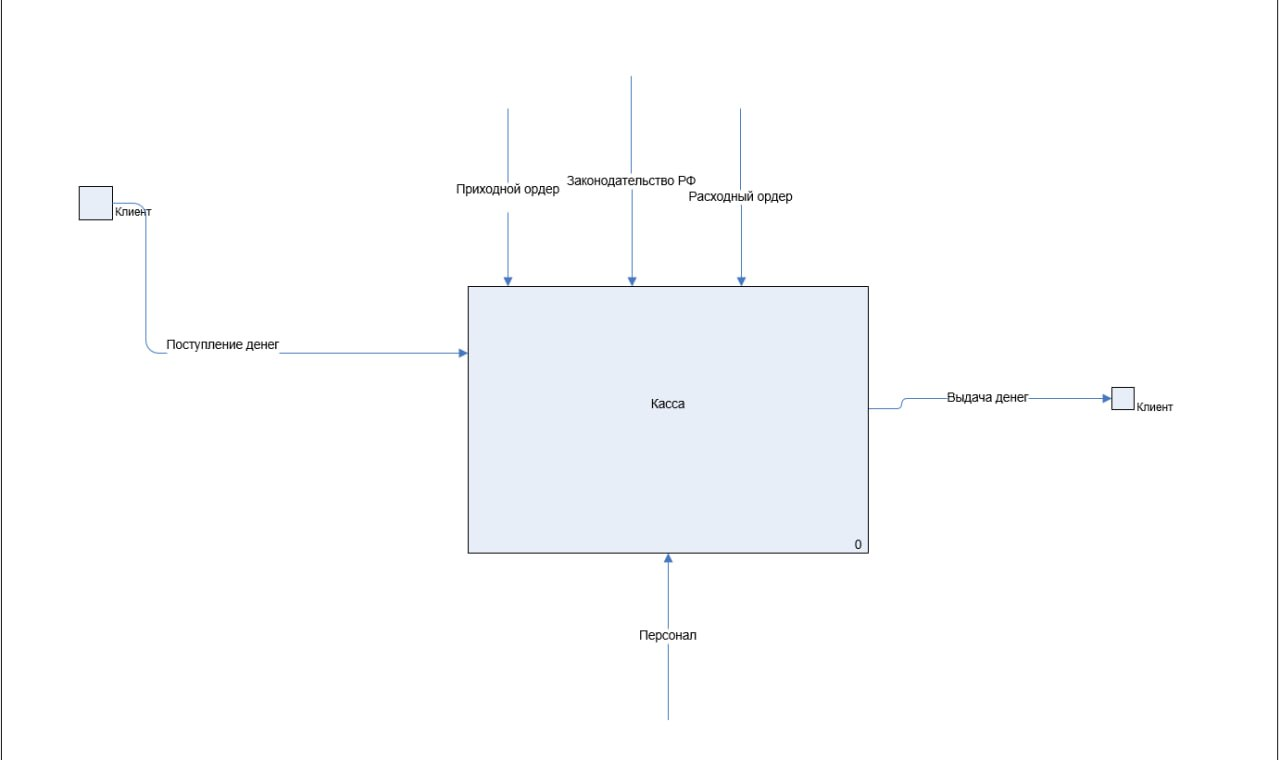 Законодательство РФ
Приходной ордер
Расходный ордер
Клиент
Поступление денег
Касса
Выдача денег
Клиент
0
Персонал